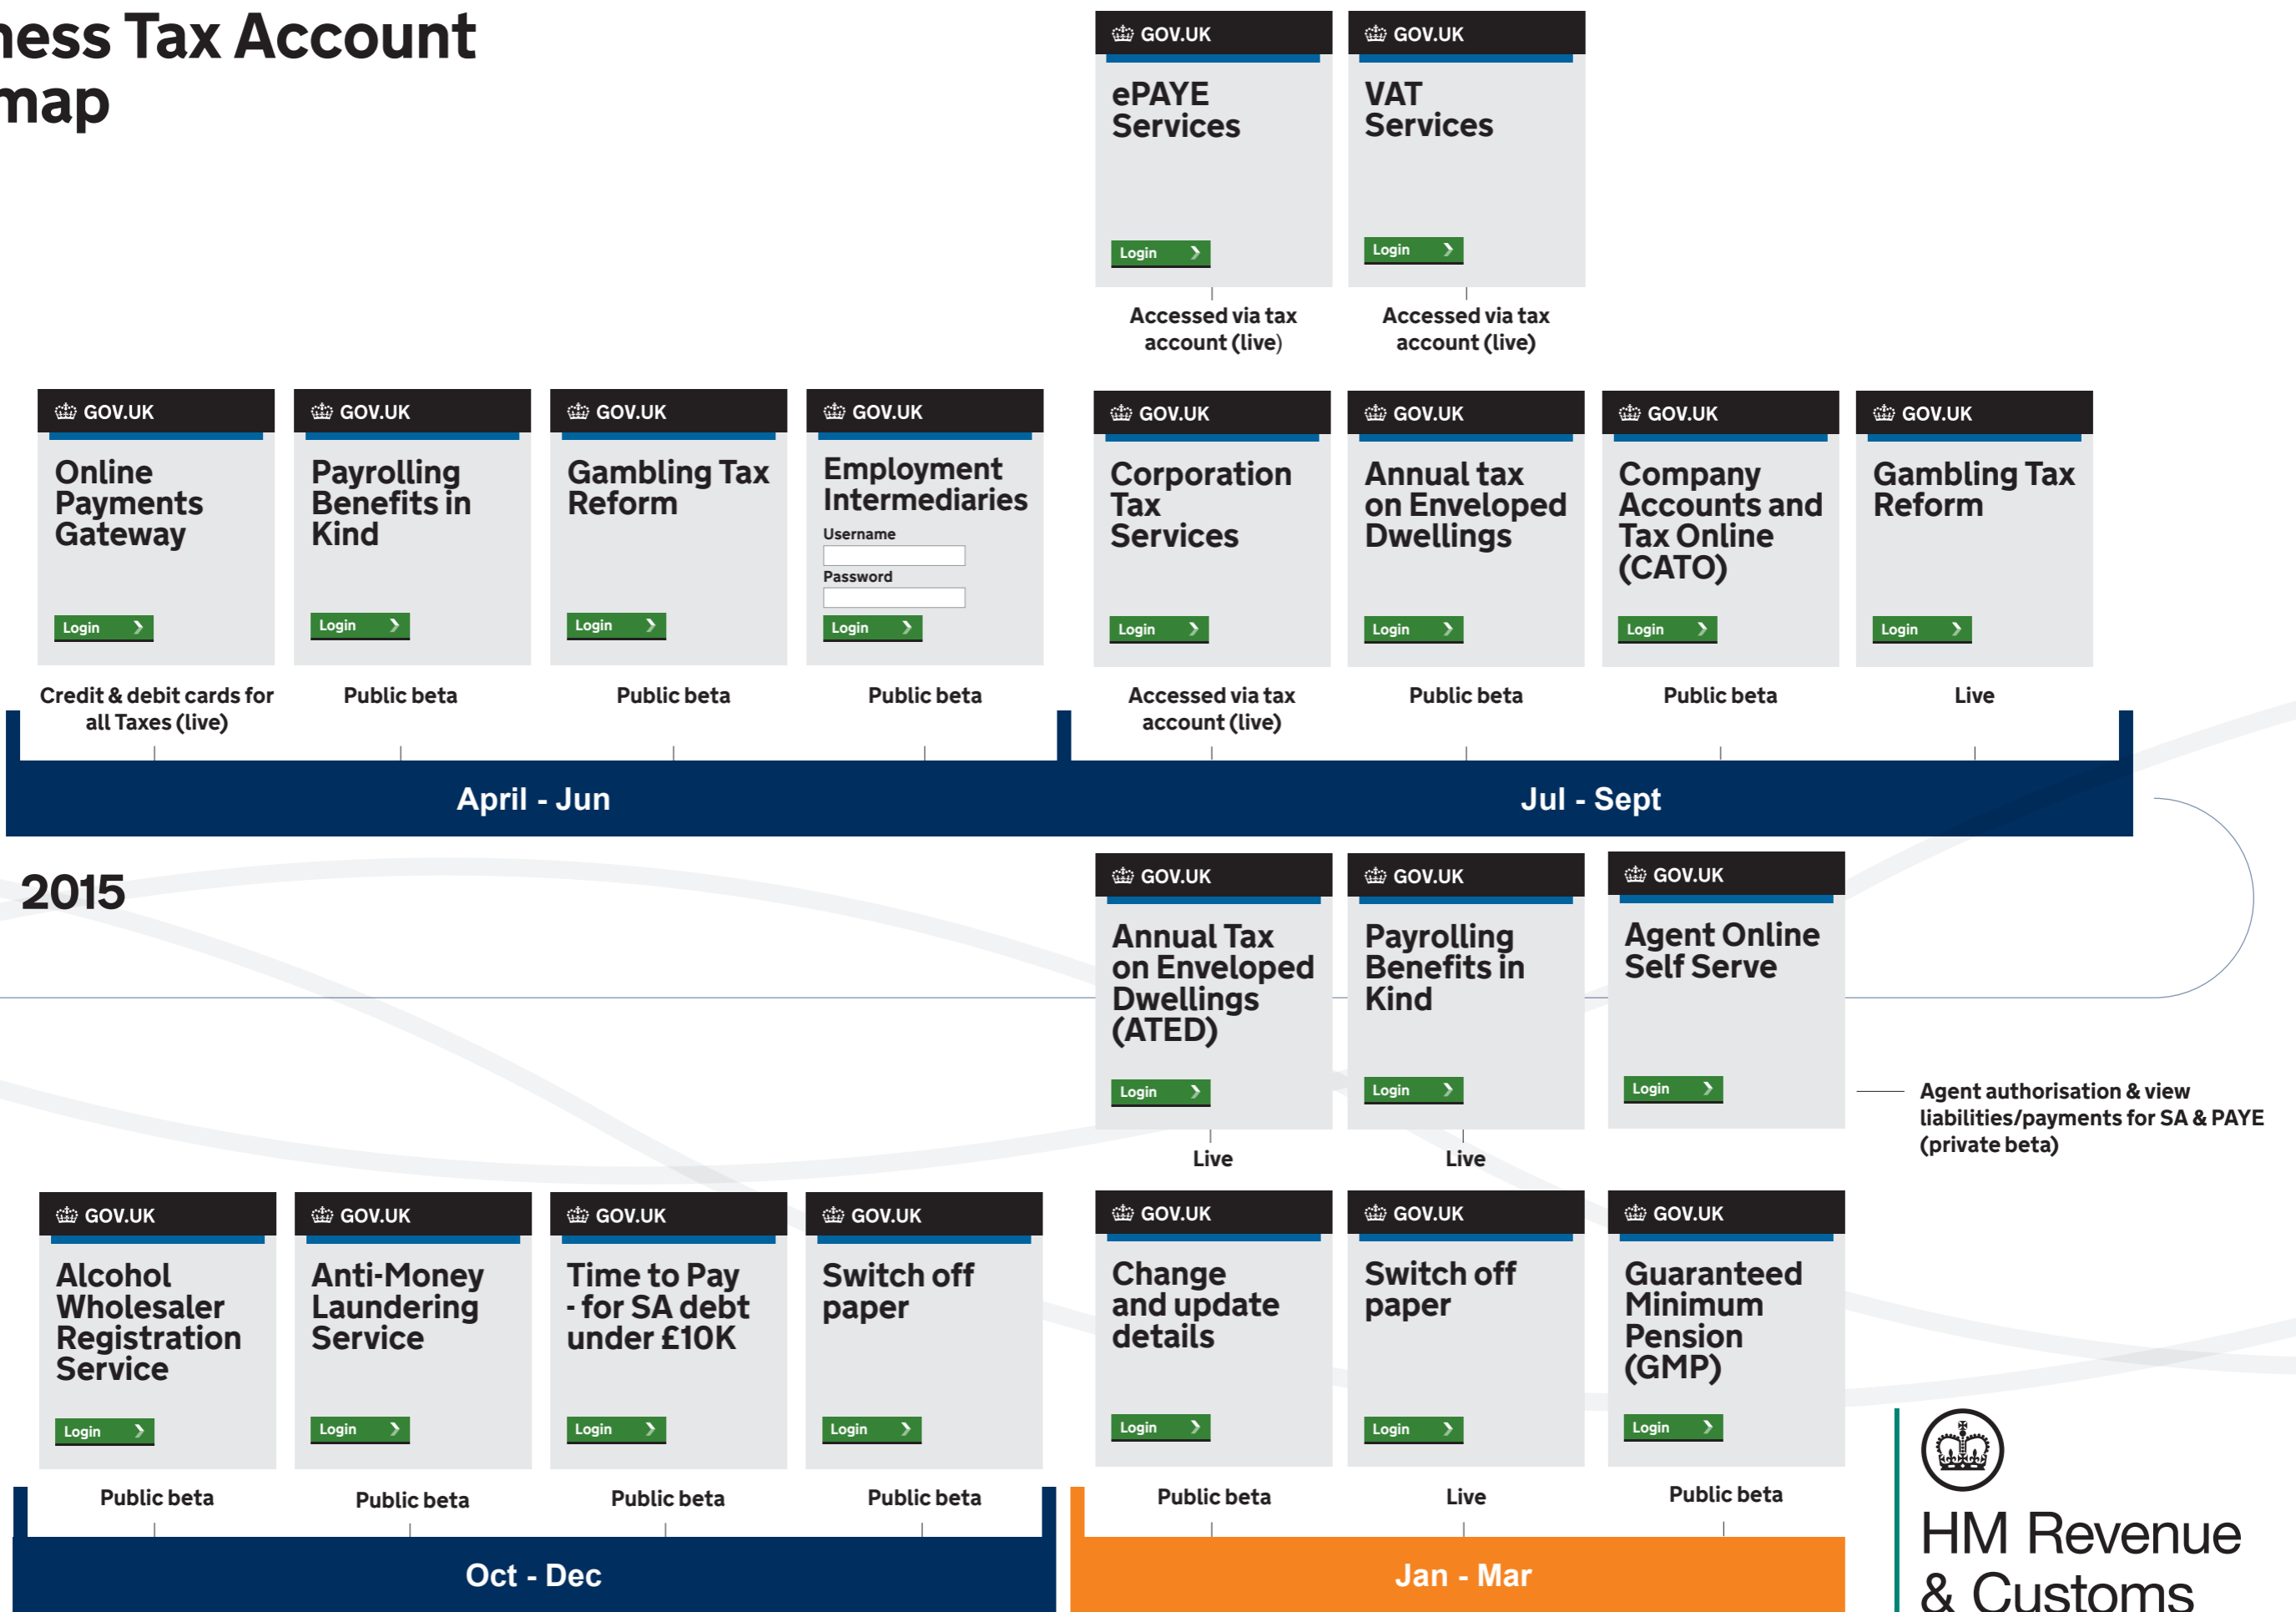 ness Tax Account
map
GOV.UK
ePAYE
Services
Login
Accessed via tax
account (live)
GOV.UK
VAT
Services
Login
Accessed via tax
account (live)
GOV.UK
Online
Payments
Gateway
Login
Credit & debit cards for
all Taxes (live)
GOV.UK
Payrolling
Benefits in
Kind
Login
Public beta
GOV.UK
Gambling Tax
Reform
Login
Public beta
GOV.UK
Employment
Intermediaries
Username
Password
Login
Public beta
GOV.UK
Corporation
Tax
Services
Login
Accessed via tax
account (live)
GOV.UK
Annual tax
on Enveloped
Dwellings
Login
Public beta
GOV.UK
Company
Accounts and
Tax Online
(CATO)
Login
Public beta
GOV.UK
Gambling Tax
Reform
Login
Live
April - Jun
Jul - Sept
2015
GOV.UK
Annual Tax
on Enveloped
Dwellings
(ATED)
Login
Live
GOV.UK
Payrolling
Benefits in
Kind
Login
Live
GOV.UK
Agent Online
Self Serve
Login
Agent authorisation & view
liabilities/payments for SA & PAYE
(private beta)
GOV.UK
Alcohol
Wholesaler
Registration
Service
Login
Public beta
GOV.UK
Anti-Money
Laundering
Service
Login
Public beta
GOV.UK
Time to Pay
- for SA debt
under £10K
Login
Public beta
GOV.UK
Switch off
paper
Login
Public beta
GOV.UK
Change
and update
details
Login
Public beta
GOV.UK
Switch off
paper
Login
Live
GOV.UK
Guaranteed
Minimum
Pension
(GMP)
Login
Public beta
Oct - Dec
Jan - Mar
HM Revenue
& Customs